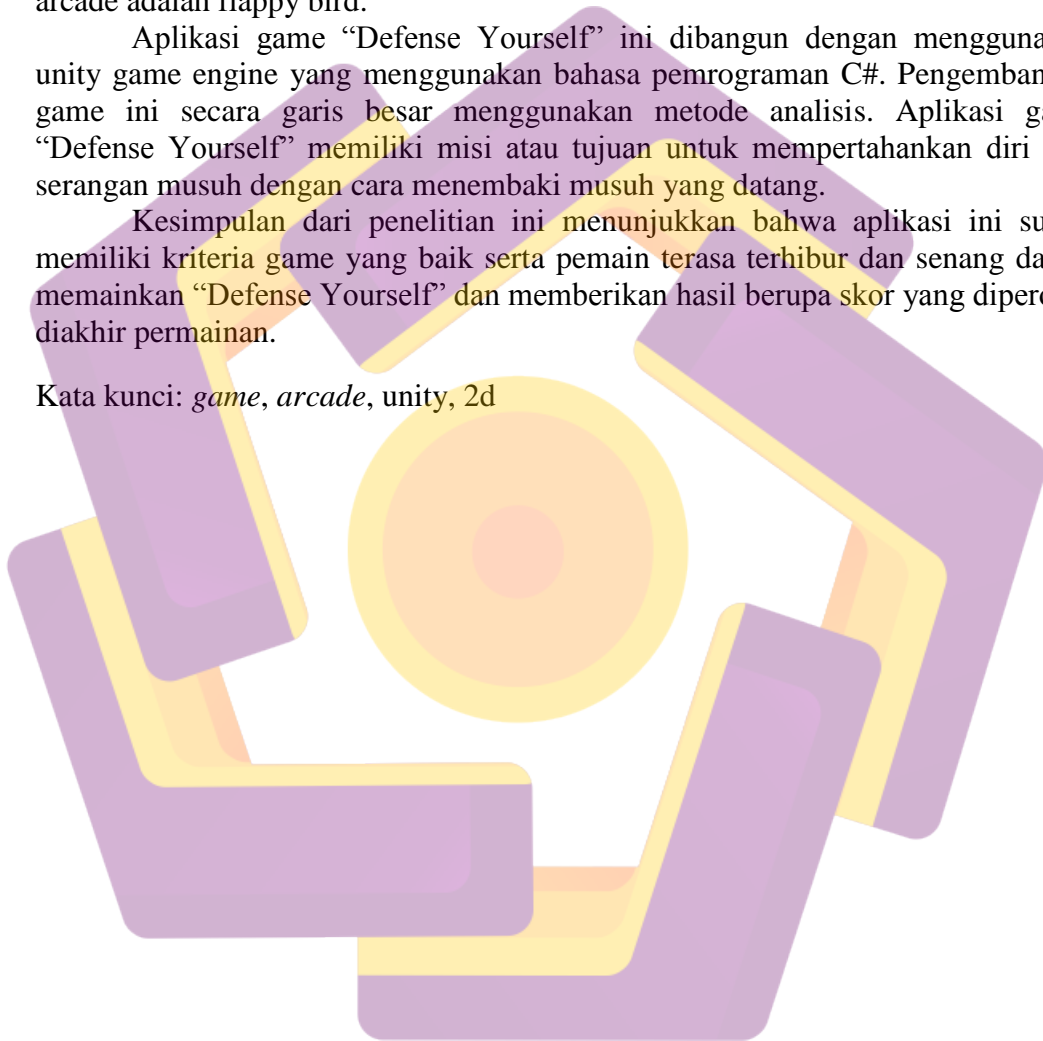 arcade adalah flappy bird.
Aplikasi game “Defense Yourself” ini dibangun dengan mengguna
unity game engine yang menggunakan bahasa pemrograman C#. Pengemban
game ini secara garis besar menggunakan metode analisis. Aplikasi ga
“Defense Yourself” memiliki misi atau tujuan untuk mempertahankan diri
serangan musuh dengan cara menembaki musuh yang datang.
Kesimpulan dari penelitian ini menunjukkan bahwa aplikasi ini su
memiliki kriteria game yang baik serta pemain terasa terhibur dan senang da
memainkan “Defense Yourself” dan memberikan hasil berupa skor yang dipero
diakhir permainan.
Kata kunci: game, arcade, unity, 2d